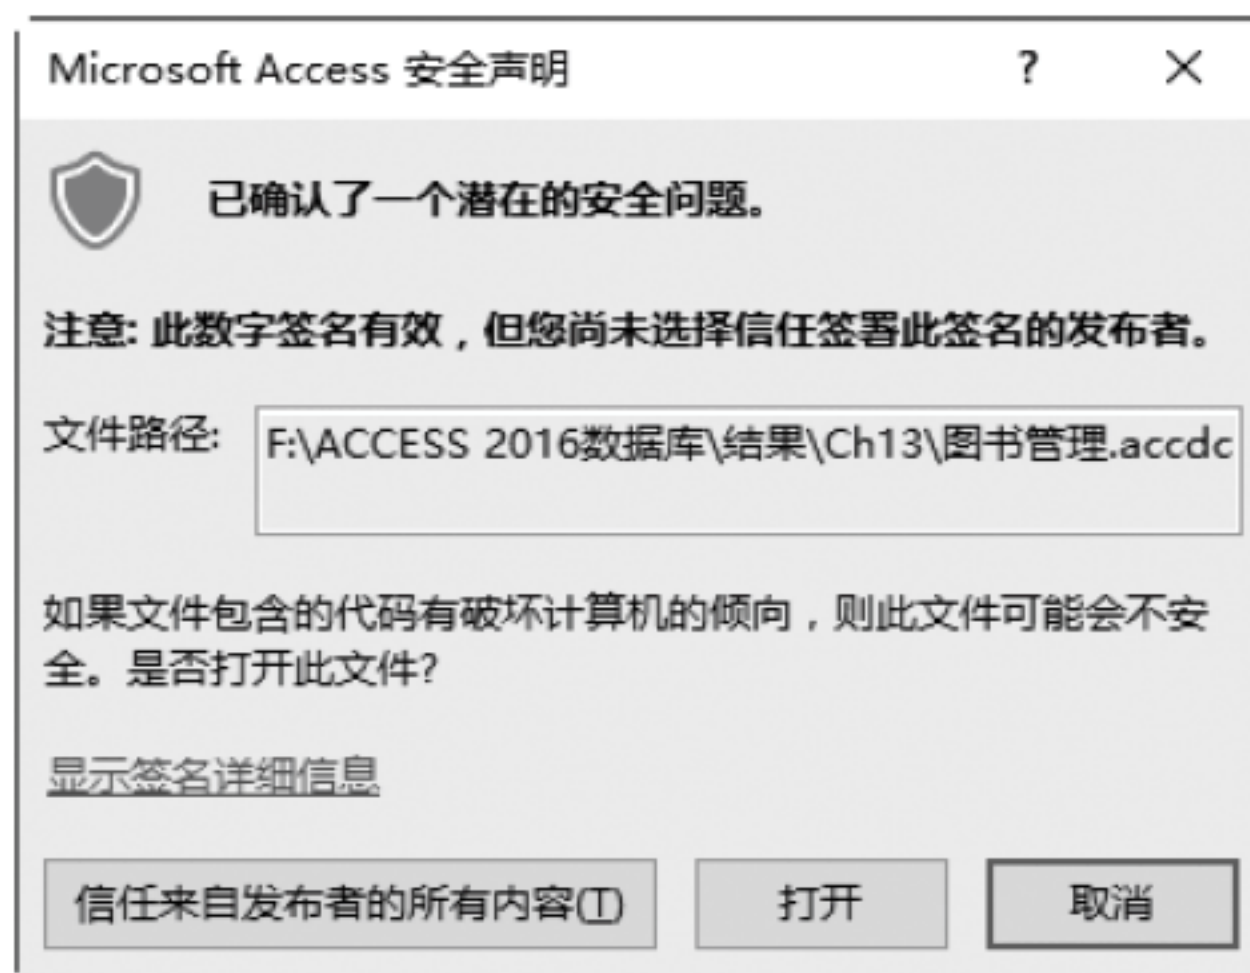 Microsoft Access 安全声明 ?
已确认了一个潜在的安全问题。
注意: 此数字签名有效，但您尚未选择信任签署此签名的发布者。
文件路径: F:\ACCESS 2016数据库\结果\Ch13\图书管理.accdc
如果文件包含的代码有破坏计算机的倾向，则此文件可能会不安
全。是否打开此文件?
显示签名详细信息
信任来自发布者的所有内容(T) 打开 取消